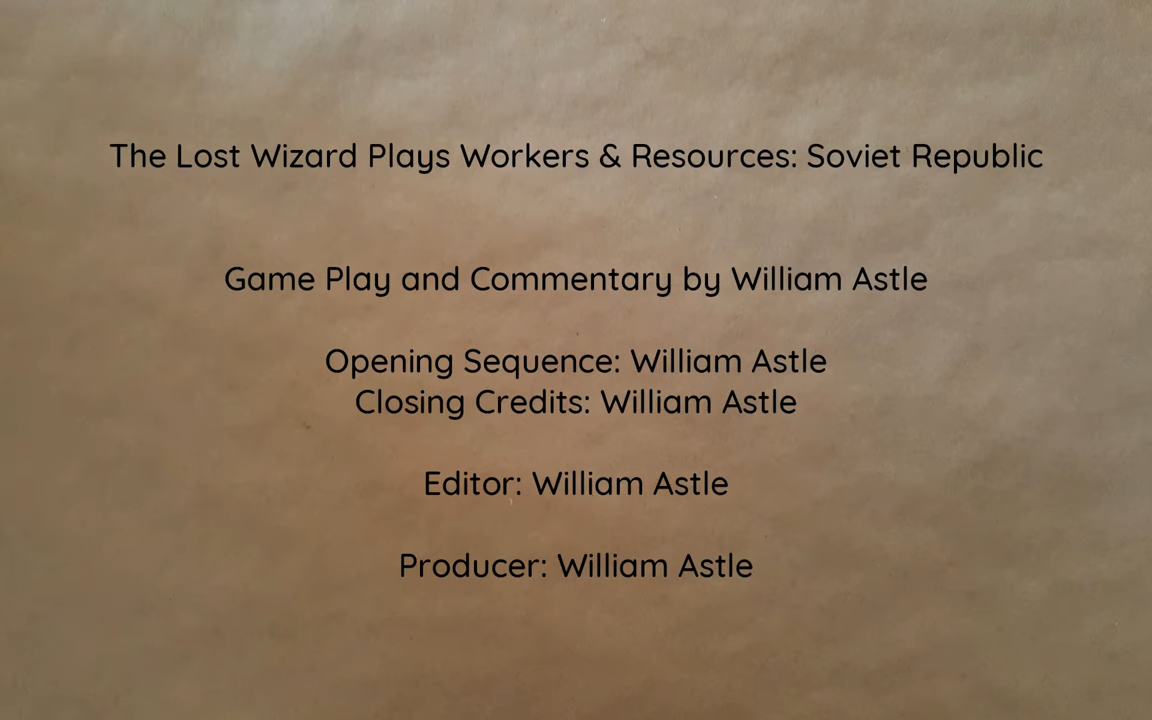 The Lost Wizard Plays Workers & Resources: Soviet Republic
Game Play and Commentary by William Astle
Opening Sequence: William Astle
Closing Credits: William Astle
Editor: William Astle
Producer: William Astle